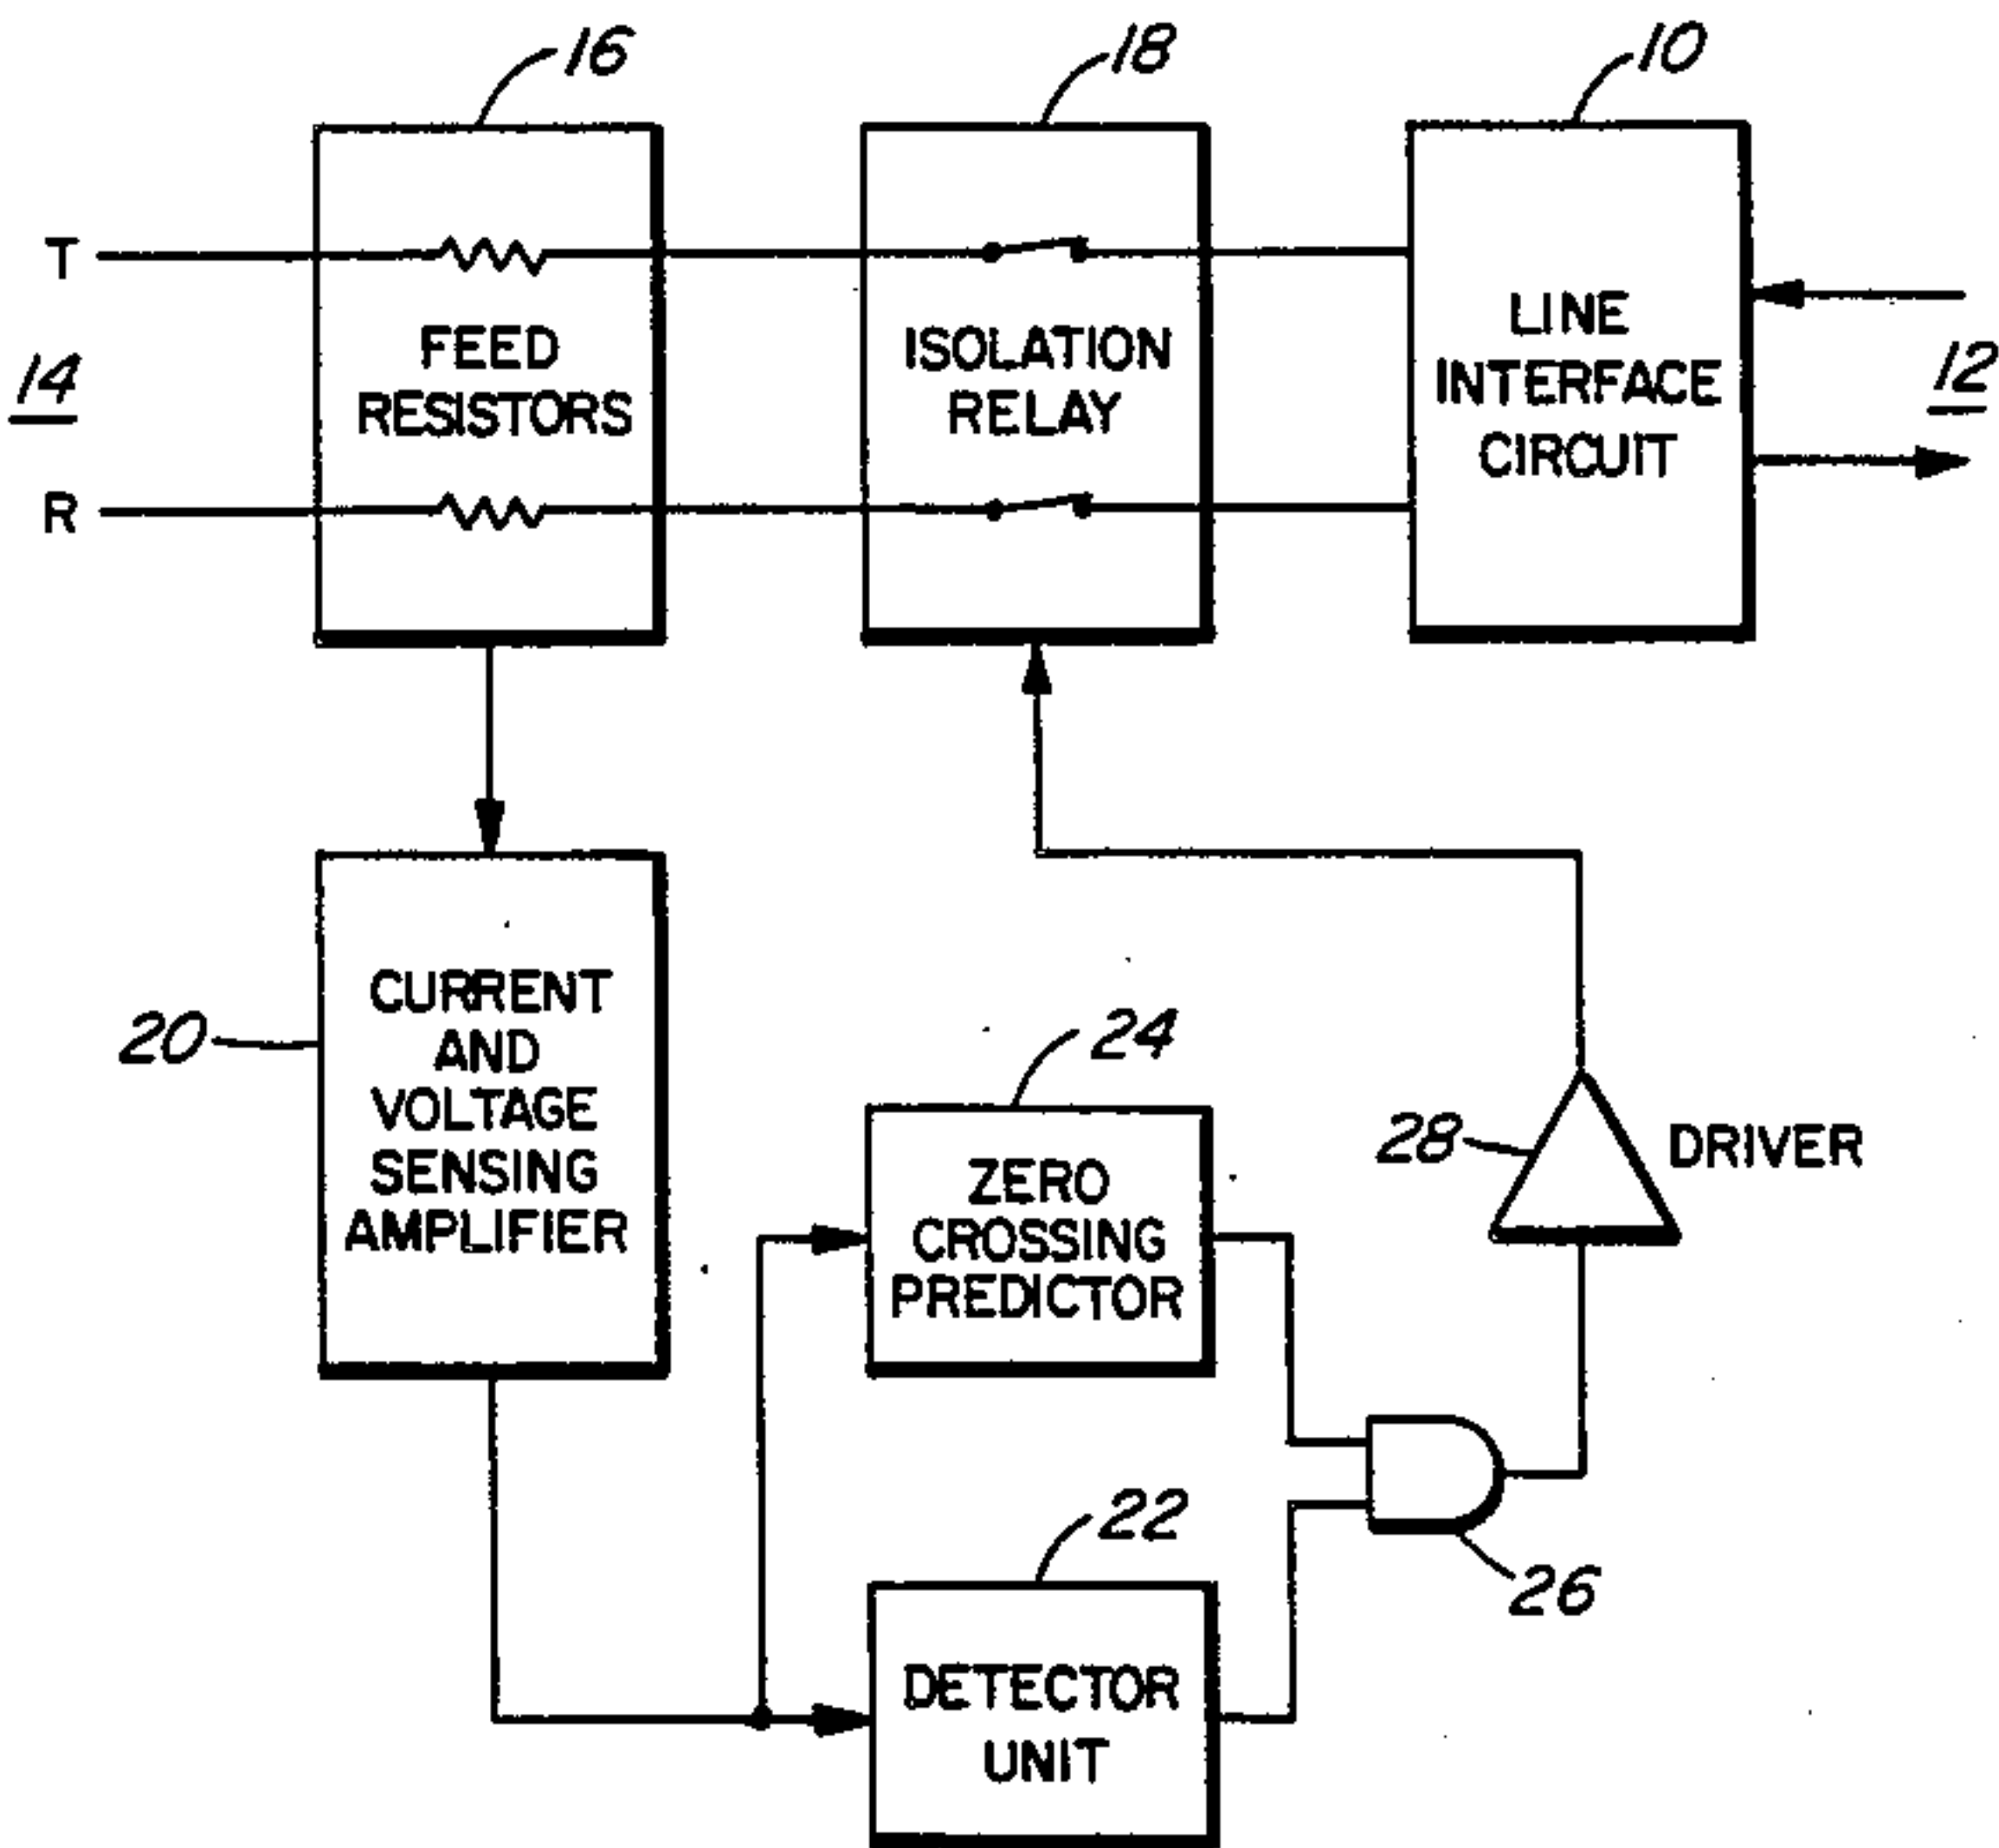 16
18
10
T
FEED
RESISTORS
ISOLATION
RELAY
LINE
INTERFACE
CIRCUIT
14
12
R
CURRENT
AND
VOLTAGE
SENSING
AMPLIFIER
20
24
ZERO
CROSSING
PREDICTOR
28
DRIVER
22
26
DETECTOR
UNIT